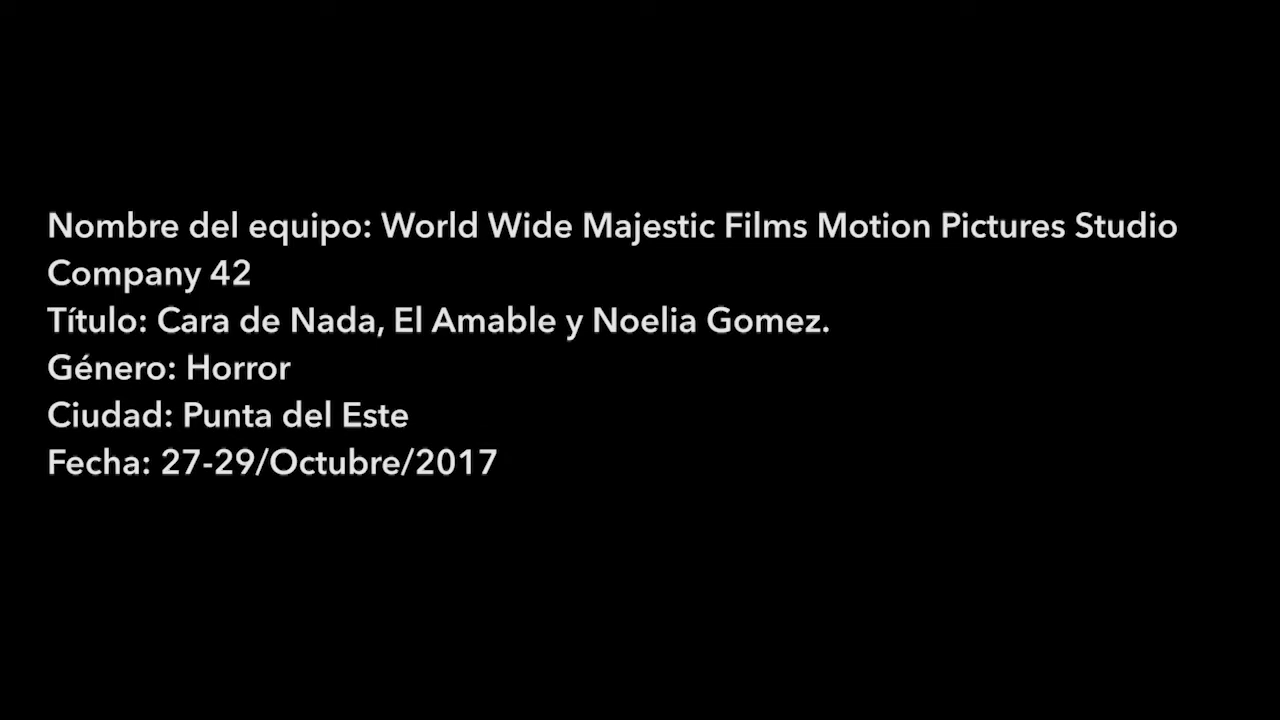 Nombre del equipo: World Wide Majestic Films Motion Pictures Studio
Company 42
Título: Cara de Nada, El Amable y Noelia Gomez.
Género: Horror
Ciudad: Punta del Este
Fecha: 27-29/Octubre/2017